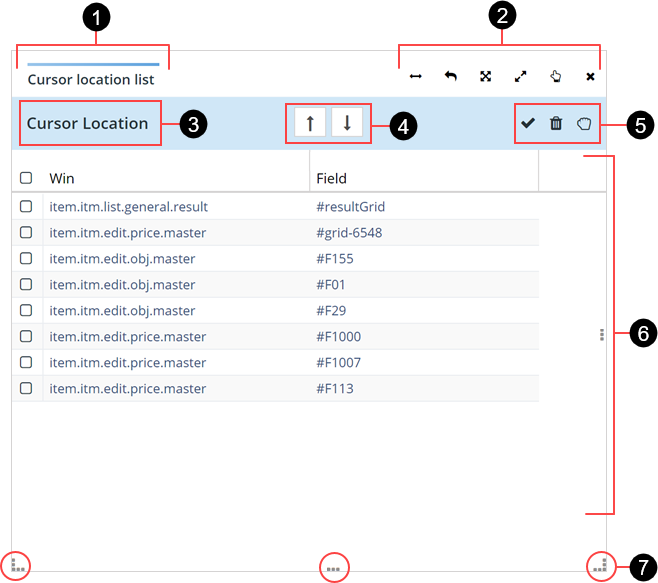 1
2
Cursor location list
Cursor Location
3
4
5
Win Field
item.itm.list.general.result #resultGrid
item.itm.edit.price.master #grid-6548
item.itm.edit.obj.master #F155
item.itm.edit.obj.master #F01
item.itm.edit.obj.master #F29
item.itm.edit.price.master #F1000
6
item.itm.edit.price.master #F1007
item.itm.edit.price.master #F113
7